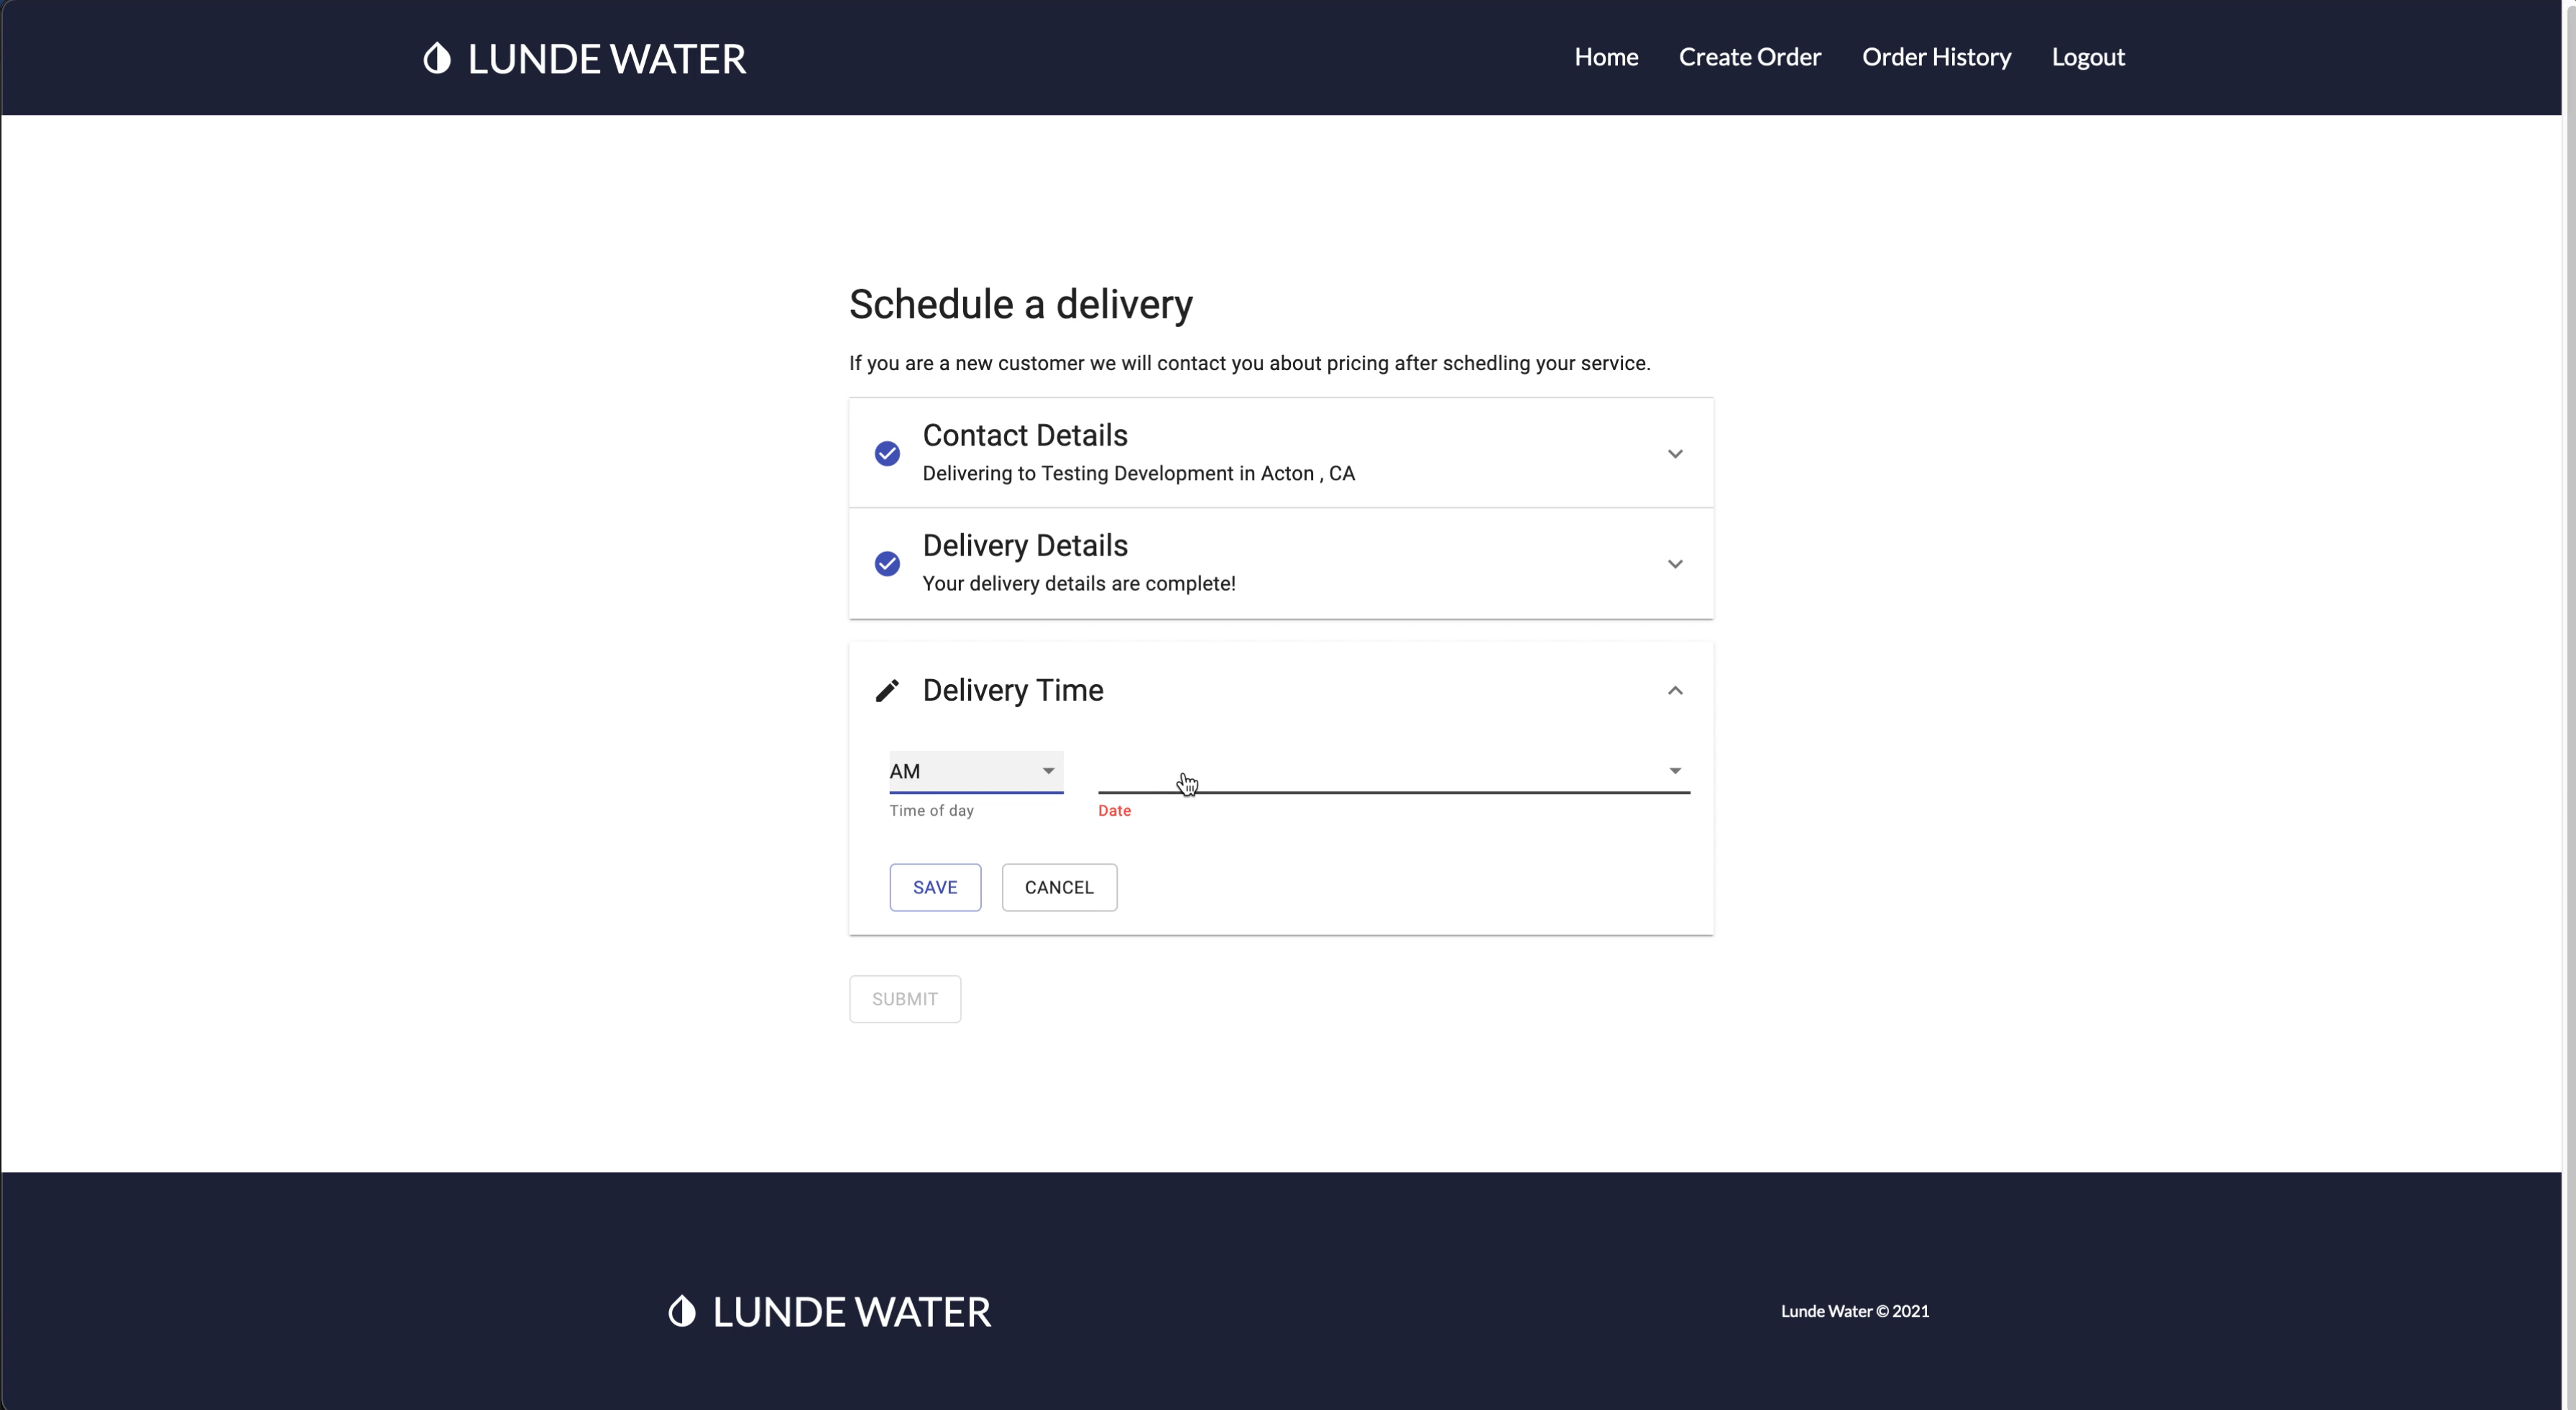 LUNDE WATER
Home Create Order Order History Logout
Schedule a delivery
If you are a new customer we will contact you about pricing after schedling your service.
Contact Details
Delivering to Testing Development in Acton , CA
Delivery Details
Your delivery details are complete!
Delivery Time
AM
Time of day Date
SAVE CANCEL
SUBMIT
LUNDE WATER Lunde Water © 2021